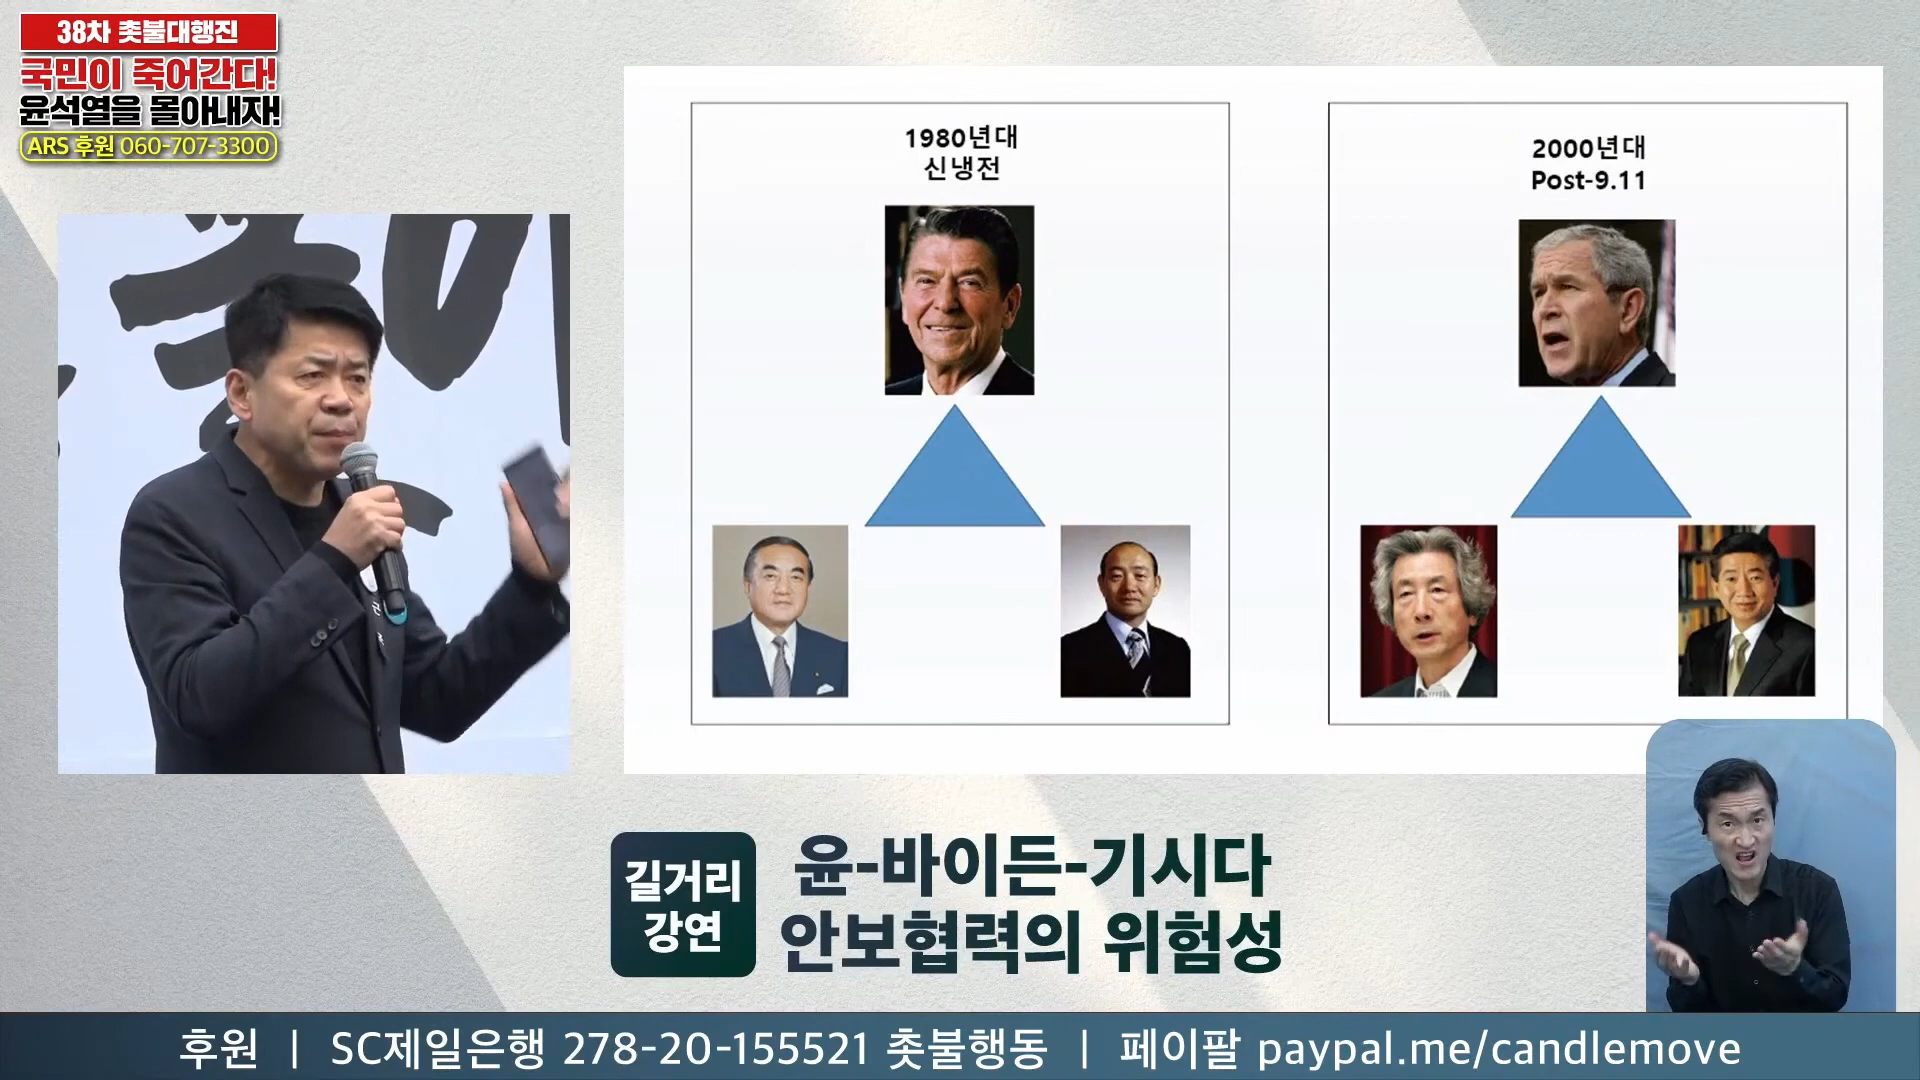 38차 촛불대행진
국민이 죽어간다!
윤석열을 몰아내자!
ARS 후원 060-707-3300
1980년대
신냉전
2000년대
Post-9.11
길거리
강연
윤-바이든-기시다
안보협력의 위험성
후원 | SC제일은행 278-20-155521 촛불행동 | 페이팔 paypal.me/candlemove